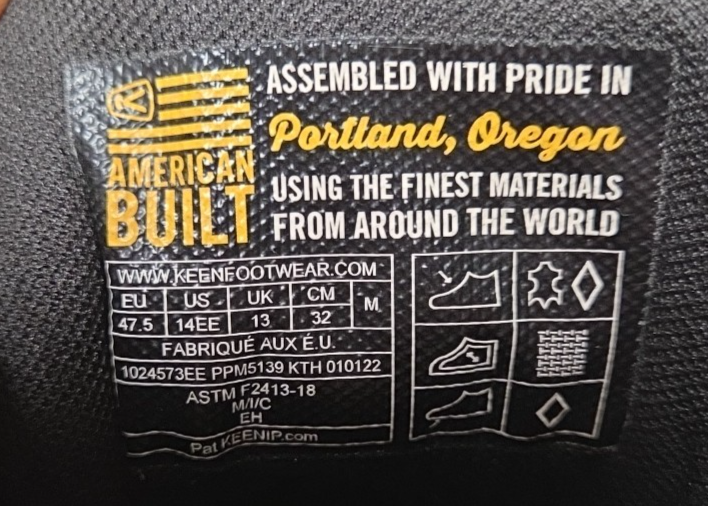 ASSEMBLED WITH PRIDE IN
Portland, Oregon
AMERICAN
BUILT
USING THE FINEST MATERIALS
FROM AROUND THE WORLD
WWW.KEENFOOTWEAR.COM
EU US UK CM M
47.5 14EE 13 32
FABRIQUÉ AUX É.U.
1024573EE PPM5139 KTH 010122
ASTM F2413-18
M/I/C
EH
Pat KEENIP.com